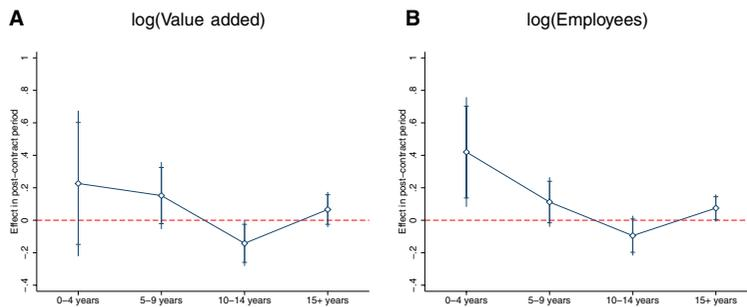 A
log(Value added)
Effect in post-contract period
1
.8
.6
.4
.2
0
-.2
-.4
0–4 years
5–9 years
10–14 years
15+ years
B
log(Employees)
Effect in post-contract period
1
.8
.6
.4
.2
0
-.2
-.4
0–4 years
5–9 years
10–14 years
15+ years